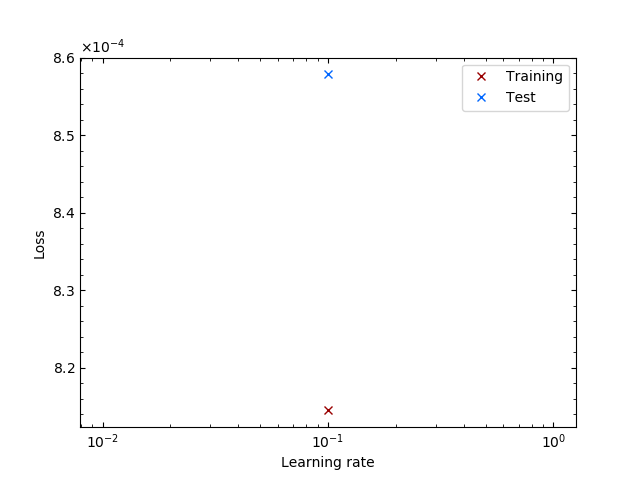 ×10⁻⁴
8.6
8.5
8.4
8.3
8.2
Loss
Training
Test
10⁻²
10⁻¹
10⁰
Learning rate